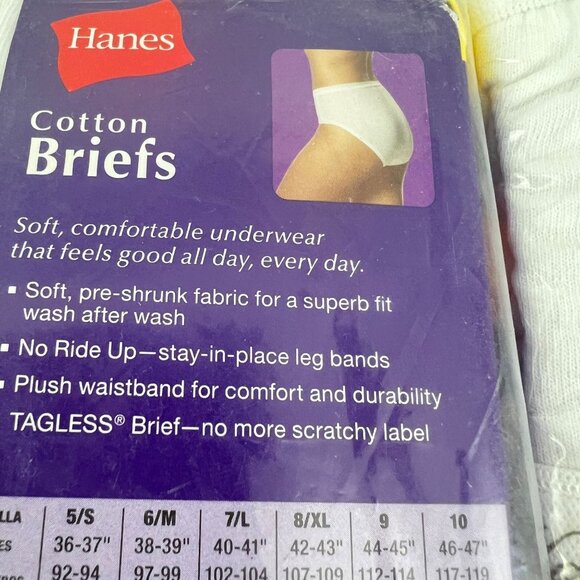 Hanes
Cotton
Briefs
Soft, comfortable underwear
that feels good all day, every day.
▪ Soft, pre-shrunk fabric for a superb fit
wash after wash
▪ No Ride Up—stay-in-place leg bands
▪ Plush waistband for comfort and durability
TAGLESS® Brief—no more scratchy label
LLA 5/S 6/M 7/L 8/XL 9 10
ES 36-37" 38-39" 40-41" 42-43" 44-45" 46-47"
92-94 97-99 102-104 107-109 112-114 117-119